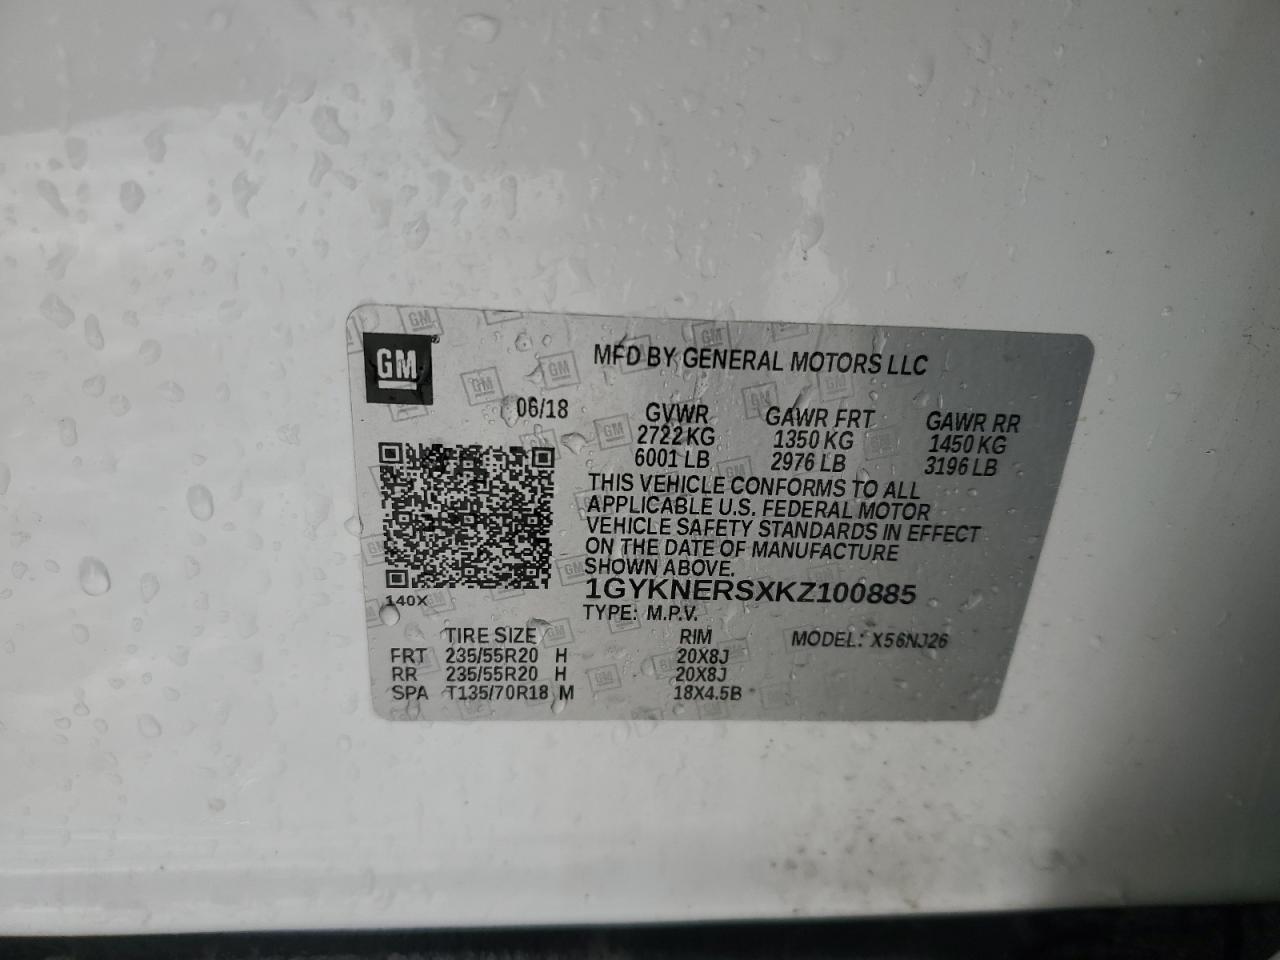 GM
MFD BY GENERAL MOTORS LLC
06/18
GVWR GAWR FRT GAWR RR
2722 KG 1350 KG 1450 KG
6001 LB 2976 LB 3196 LB
THIS VEHICLE CONFORMS TO ALL
APPLICABLE U.S. FEDERAL MOTOR
VEHICLE SAFETY STANDARDS IN EFFECT
ON THE DATE OF MANUFACTURE
SHOWN ABOVE.
1GYKNERSXKZ100885
140X
TYPE: M.P.V.
TIRE SIZE RIM MODEL: X56NJ26
FRT 235/55R20 H 20X8J
RR 235/55R20 H 20X8J
SPA T135/70R18 M 18X4.5B